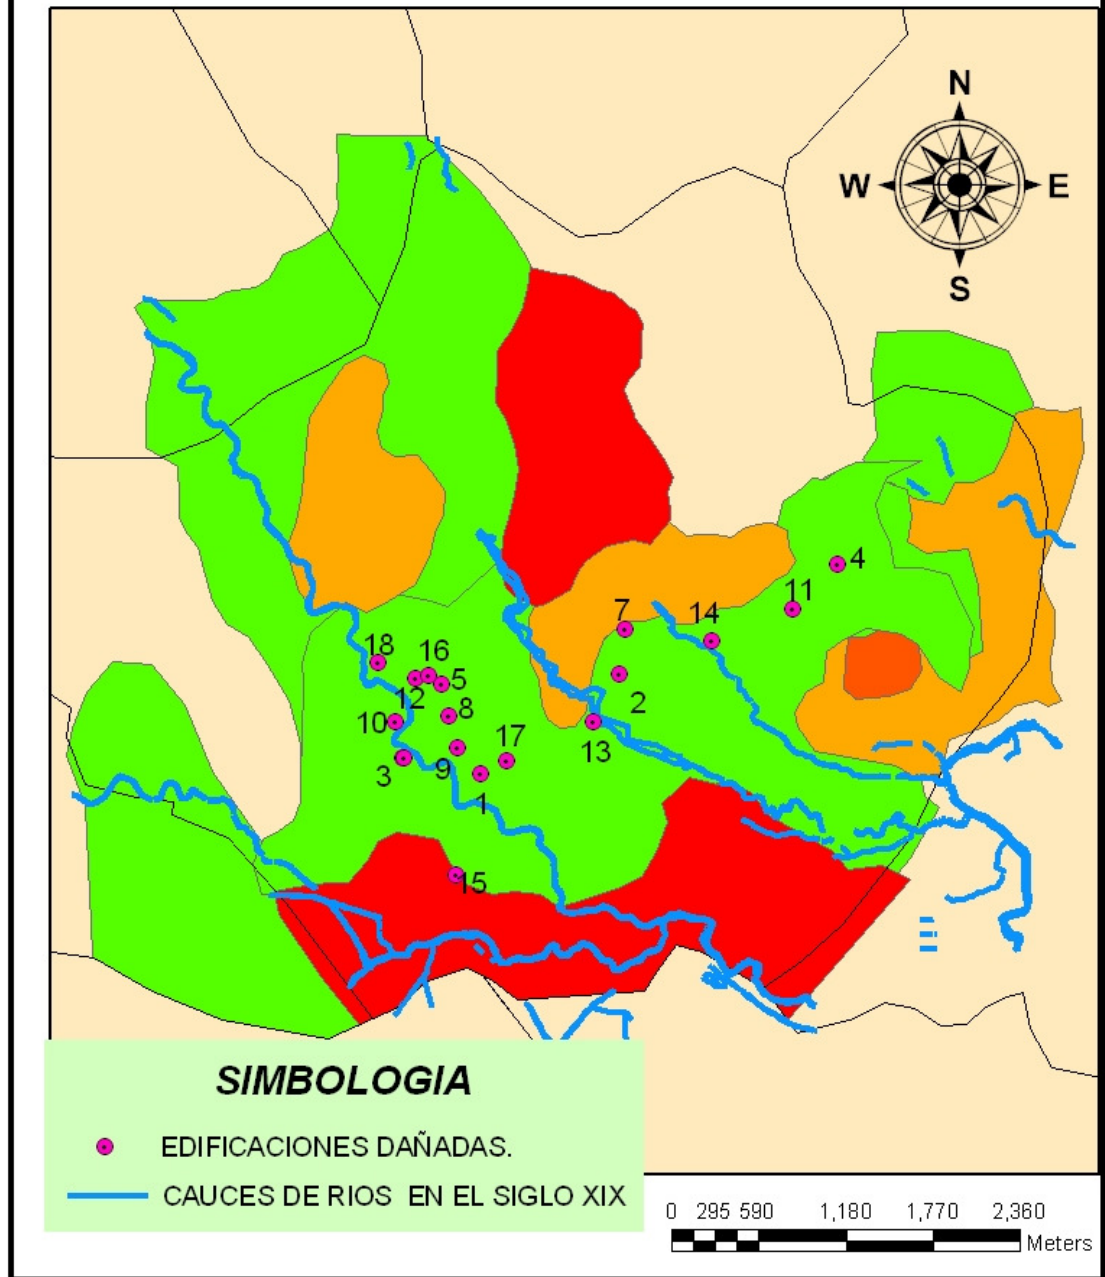 N
W E
S
4
11
7
14
18
16
12
5
2
10
8
17
13
3
9
1
15
SIMBOLOGIA
EDIFICACIONES DAÑADAS.
CAUCES DE RIOS EN EL SIGLO XIX
0 295 590 1,180 1,770 2,360
Meters